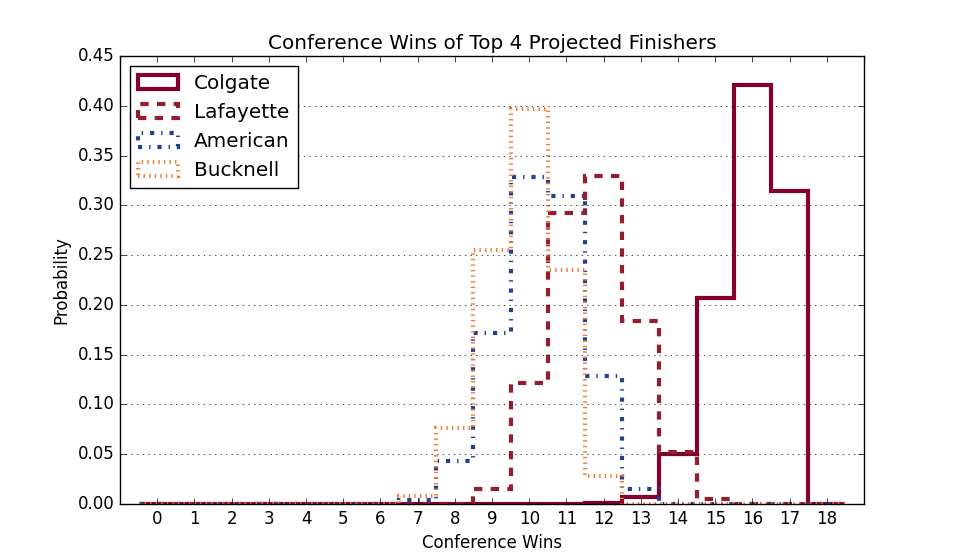 Conference Wins of Top 4 Projected Finishers
Colgate
Lafayette
American
Bucknell
Probability
0.45
0.40
0.35
0.30
0.25
0.20
0.15
0.10
0.05
0.00
0 1 2 3 4 5 6 7 8 9 10 11 12 13 14 15 16 17 18
Conference Wins